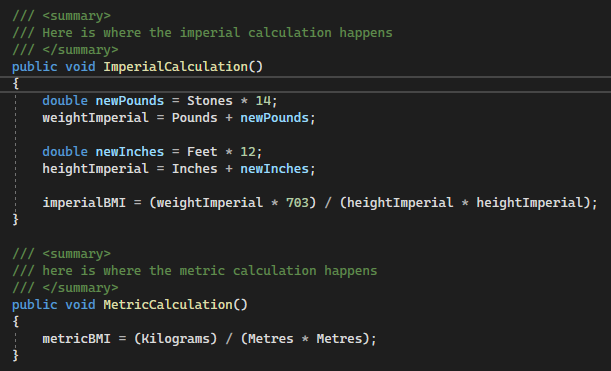 /// <summary>
/// Here is where the imperial calculation happens
/// </summary>
public void ImperialCalculation()
{
double newPounds = Stones * 14;
weightImperial = Pounds + newPounds;
double newInches = Feet * 12;
heightImperial = Inches + newInches;
imperialBMI = (weightImperial * 703) / (heightImperial * heightImperial);
}
/// <summary>
/// here is where the metric calculation happens
/// </summary>
public void MetricCalculation()
{
metricBMI = (Kilograms) / (Metres * Metres);
}